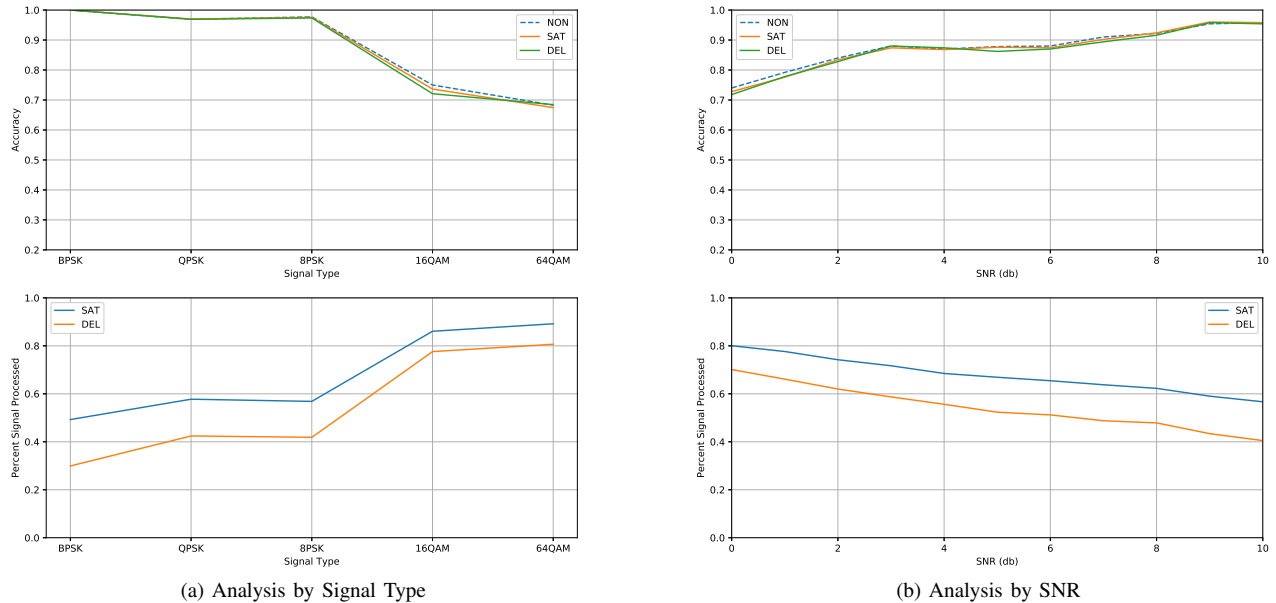 1.0
0.9
0.8
0.7
0.6
0.5
0.4
0.3
0.2
Accuracy
NON
SAT
DEL
BPSK QPSK 8PSK 16QAM 64QAM
Signal Type
1.0
0.8
0.6
0.4
0.2
0.0
Percent Signal Processed
SAT
DEL
BPSK QPSK 8PSK 16QAM 64QAM
Signal Type
(a) Analysis by Signal Type
1.0
0.9
0.8
0.7
0.6
0.5
0.4
0.3
0.2
Accuracy
NON
SAT
DEL
0 2 4 6 8 10
SNR (db)
1.0
0.8
0.6
0.4
0.2
0.0
Percent Signal Processed
SAT
DEL
0 2 4 6 8 10
SNR (db)
(b) Analysis by SNR